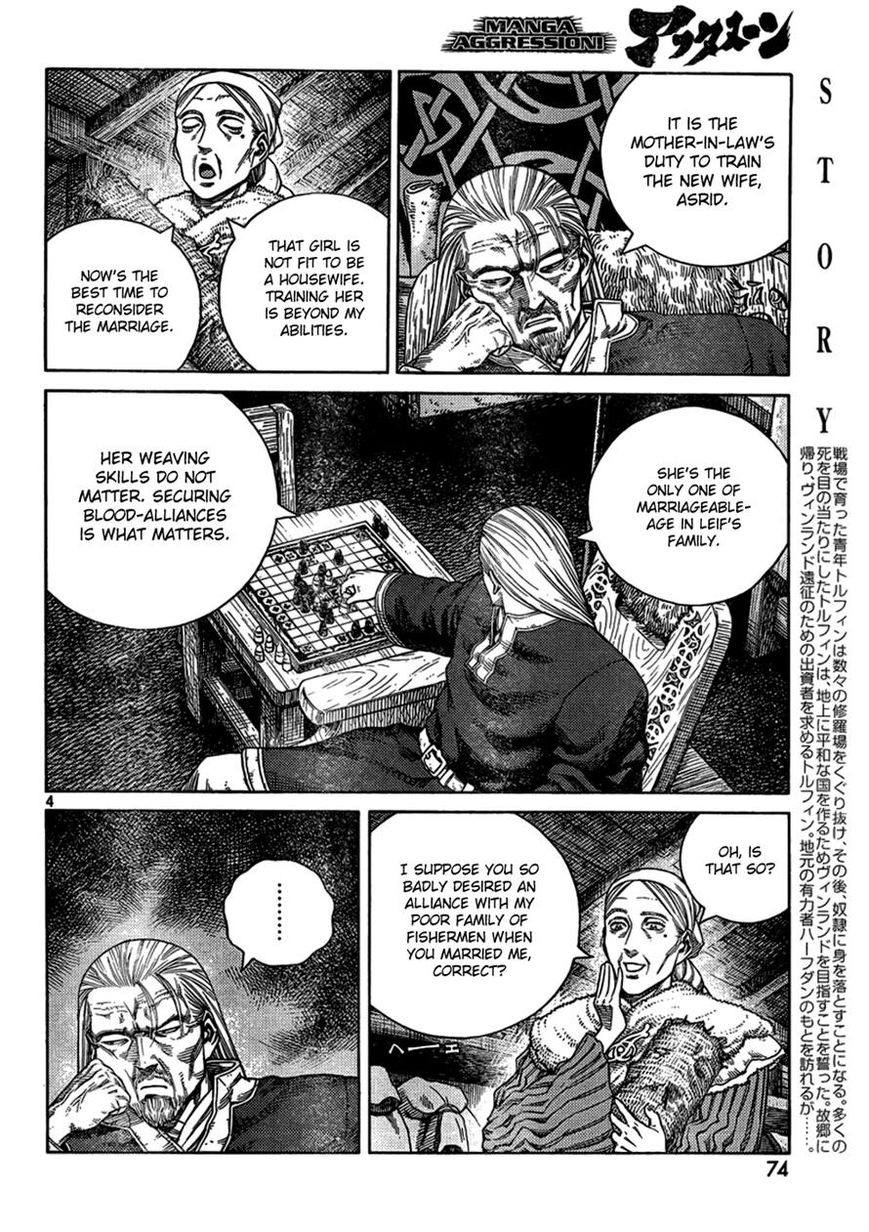 MANGA
AGGRESSION!
アフタヌーン
STORY
IT IS THE
MOTHER-IN-LAW'S
DUTY TO TRAIN
THE NEW WIFE,
ASRID.
THAT GIRL IS
NOT FIT TO BE
A HOUSEWIFE.
TRAINING HER
IS BEYOND MY
ABILITIES.
NOW'S THE
BEST TIME TO
RECONSIDER
THE MARRIAGE.
SHE'S THE
ONLY ONE OF
MARRIAGEABLE-
AGE IN LEIF'S
FAMILY.
HER WEAVING
SKILLS DO NOT
MATTER. SECURING
BLOOD-ALLIANCES
IS WHAT MATTERS.
4
OH, IS
THAT SO?
I SUPPOSE YOU SO
BADLY DESIRED AN
ALLIANCE WITH MY
POOR FAMILY OF
FISHERMEN WHEN
YOU MARRIED ME,
CORRECT?
ヘーェ
………
戦場で育った青年トルフィンは数々の修羅場をくぐり抜け、その後、奴隷に身を落とすことになる。多くの
死を目の当たりにしたトルフィンは、地上に平和な国を作るためヴィンランドを目指すことを誓った。故郷に
帰り、ヴィンランド遠征のための出資者を求めるトルフィン。地元の有力者ハーフダンのもとを訪れるが……。
74